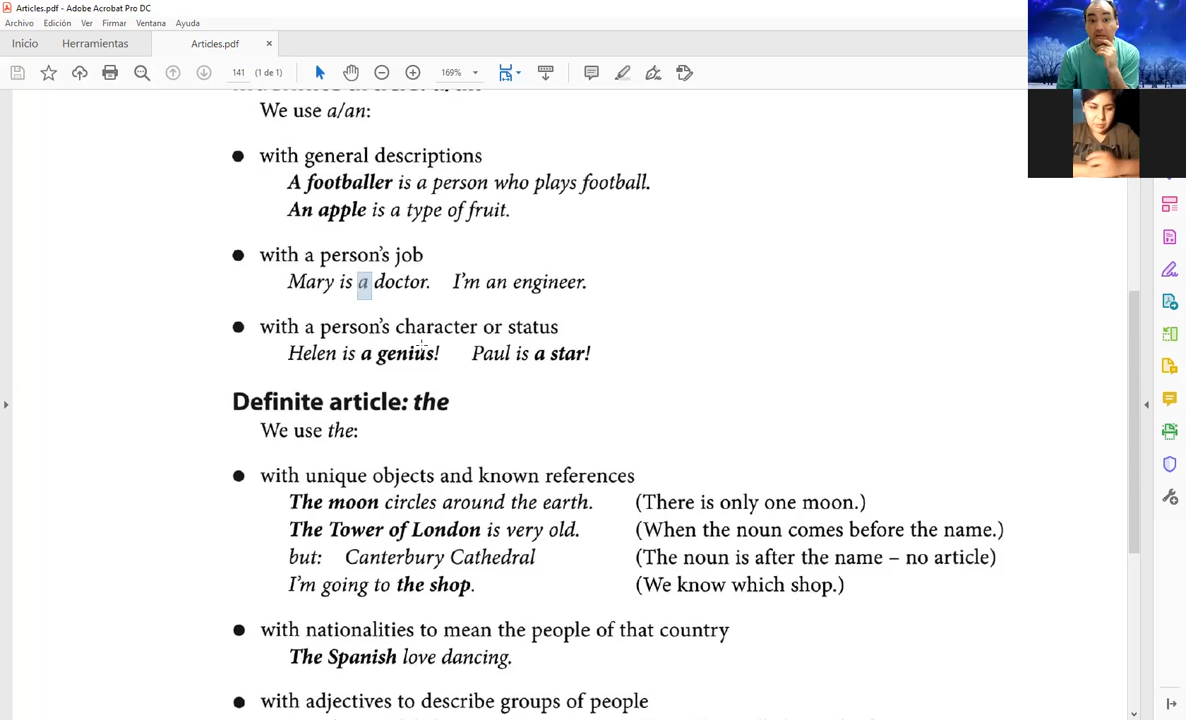 Articles.pdf - Adobe Acrobat Pro DC
Archivo Edición Ver Firmar Ventana Ayuda
Inicio Herramientas Articles.pdf ×
141 (1 de 1) 169%
We use a/an:
● with general descriptions
A footballer is a person who plays football.
An apple is a type of fruit.
● with a person's job
Mary is a doctor. I'm an engineer.
● with a person's character or status
Helen is a genius! Paul is a star!
Definite article: the
We use the:
● with unique objects and known references
The moon circles around the earth. (There is only one moon.)
The Tower of London is very old. (When the noun comes before the name.)
but: Canterbury Cathedral (The noun is after the name – no article)
I'm going to the shop. (We know which shop.)
● with nationalities to mean the people of that country
The Spanish love dancing.
● with adjectives to describe groups of people